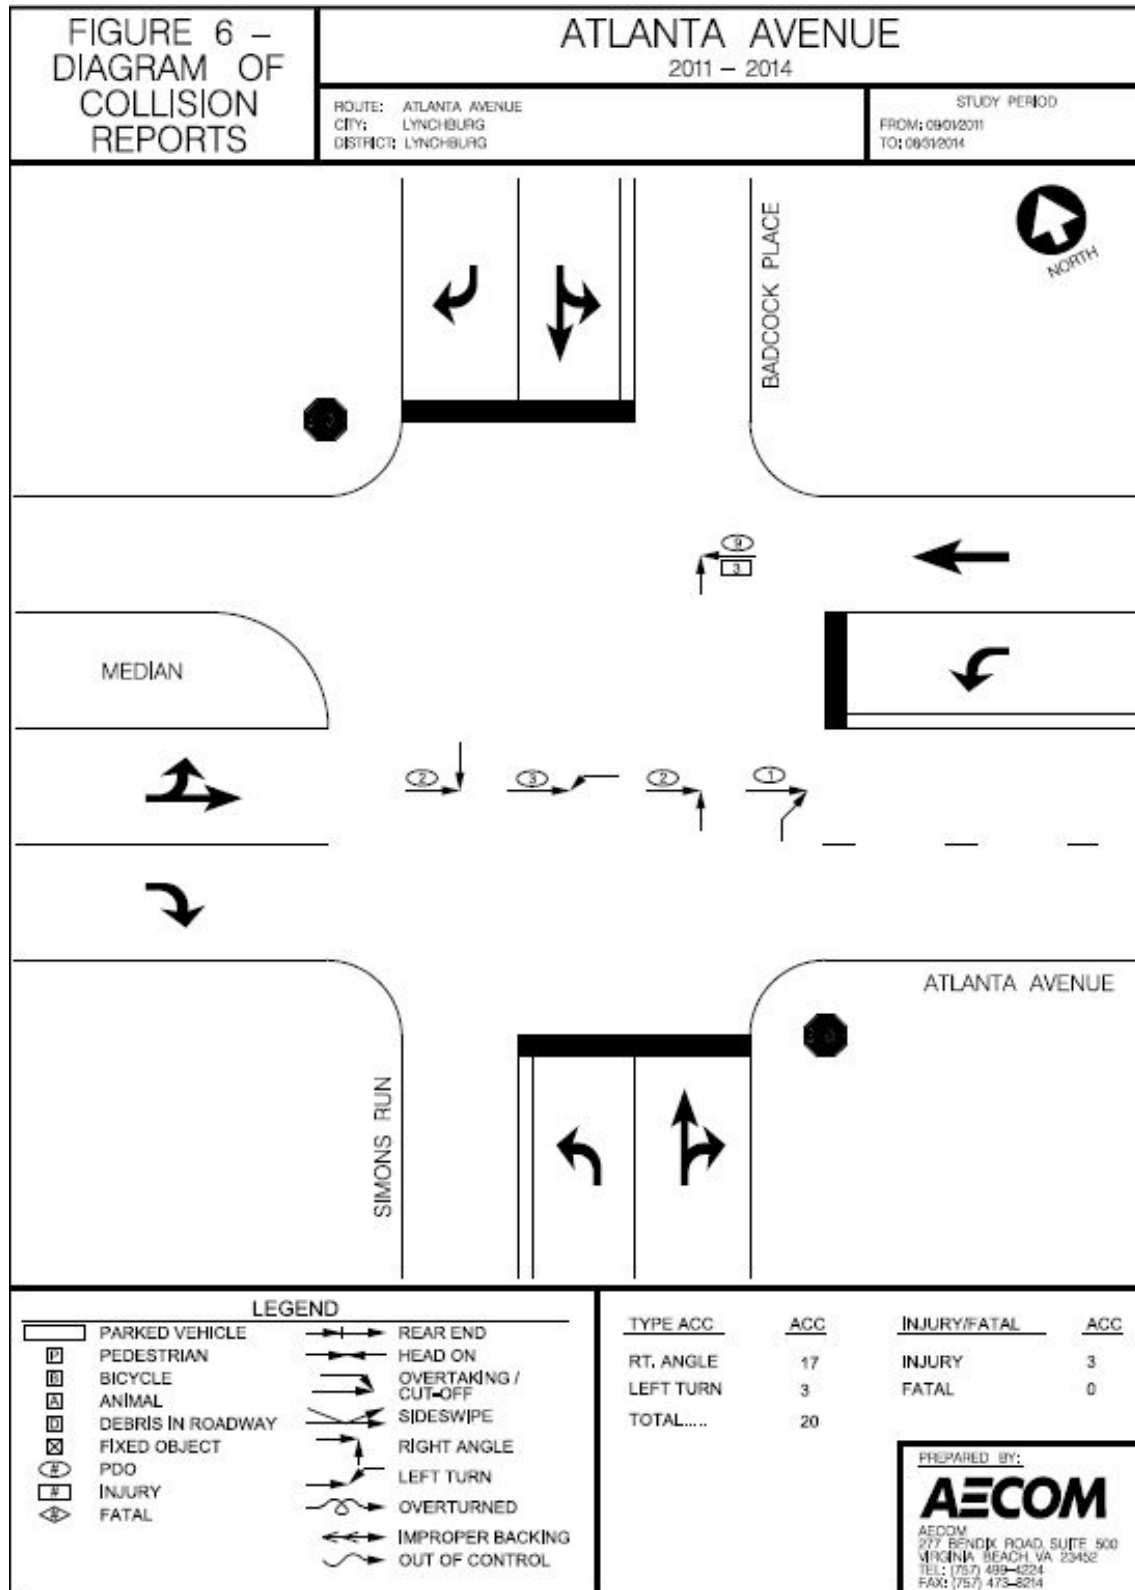 FIGURE 6 –
DIAGRAM OF
COLLISION
REPORTS
ATLANTA AVENUE
2011 – 2014
ROUTE: ATLANTA AVENUE
CITY: LYNCHBURG
DISTRICT: LYNCHBURG
STUDY PERIOD
FROM: 09/01/2011
TO: 08/31/2014
BADCOCK PLACE
NORTH
9
3
MEDIAN
2
3
2
1
ATLANTA AVENUE
SIMONS RUN
LEGEND
PARKED VEHICLE
P PEDESTRIAN
B BICYCLE
A ANIMAL
D DEBRIS IN ROADWAY
FIXED OBJECT
# PDO
# INJURY
# FATAL
REAR END
HEAD ON
OVERTAKING /
CUT-OFF
SIDESWIPE
RIGHT ANGLE
LEFT TURN
OVERTURNED
IMPROPER BACKING
OUT OF CONTROL
TYPE ACC ACC INJURY/FATAL ACC
RT. ANGLE 17 INJURY 3
LEFT TURN 3 FATAL 0
TOTAL..... 20
PREPARED BY:
AECOM
AECOM
277 BENDIX ROAD, SUITE 500
VIRGINIA BEACH, VA 23452
TEL: (757) 499-4224
FAX: (757) 473-8214